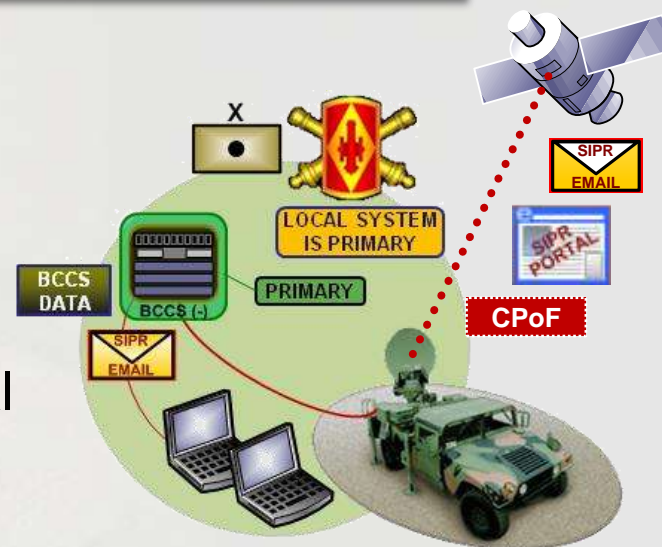 X
LOCAL SYSTEM
IS PRIMARY
SIPR
EMAIL
SIPR
PORTAL
CPoF
BCCS
DATA
BCCS (-)
PRIMARY
SIPR
EMAIL
l